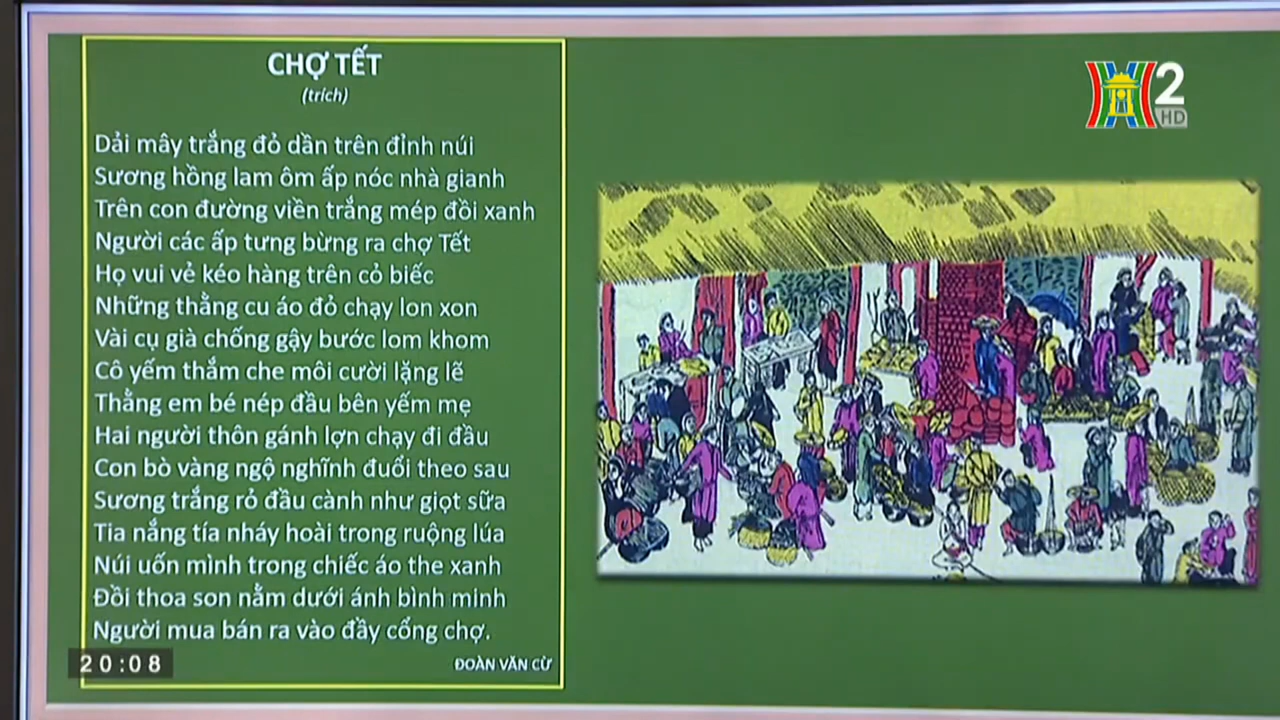 CHỢ TẾT
(trích)
Dải mây trắng đỏ dần trên đỉnh núi
Sương hồng lam ôm ấp nóc nhà gianh
Trên con đường viền trắng mép đồi xanh
Người các ấp tưng bừng ra chợ Tết
Họ vui vẻ kéo hàng trên cỏ biếc
Những thằng cu áo đỏ chạy lon xon
Vài cụ già chống gậy bước lom khom
Cô yếm thắm che môi cười lặng lẽ
Thằng em bé nép đầu bên yếm mẹ
Hai người thôn gánh lợn chạy đi đầu
Con bò vàng ngộ nghĩnh đuổi theo sau
Sương trắng rỏ đầu cành như giọt sữa
Tia nắng tía nháy hoài trong ruộng lúa
Núi uốn mình trong chiếc áo the xanh
Đồi thoa son nằm dưới ánh bình minh
Người mua bán ra vào đầy cổng chợ.
ĐOÀN VĂN CỪ
20:08
H2
HD